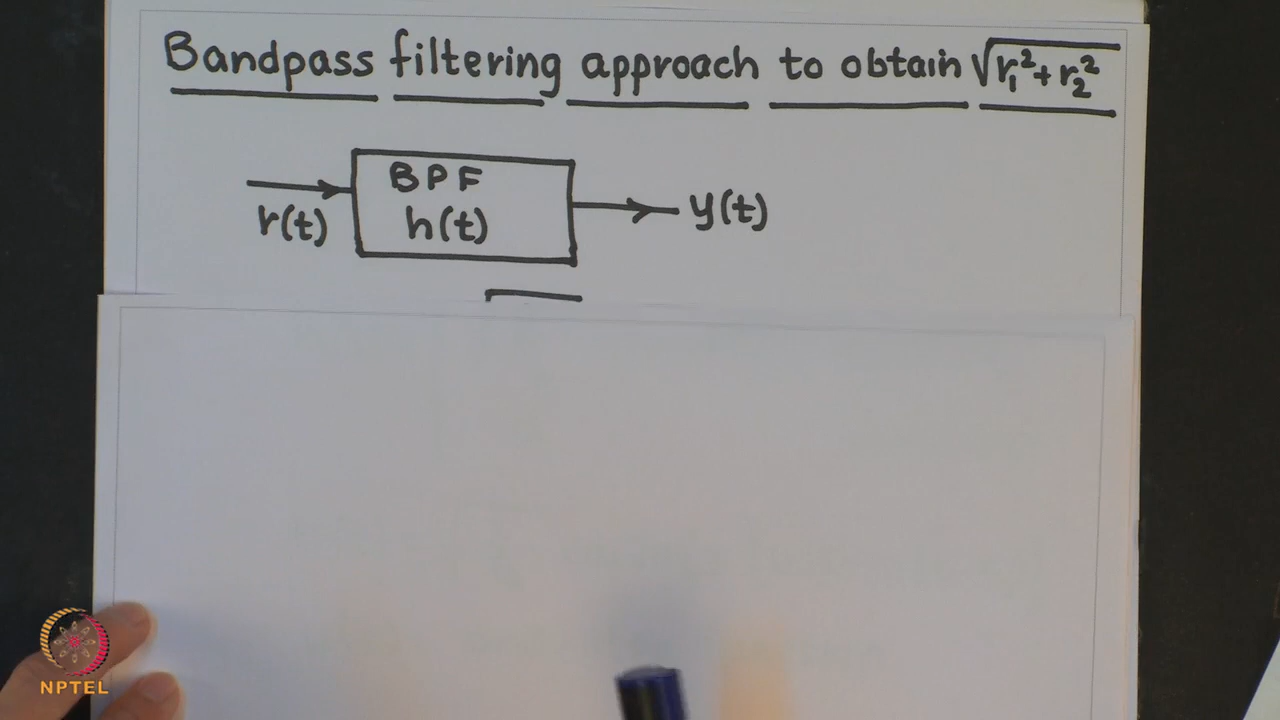 Bandpass filtering approach to obtain √r₁²+r₂²
BPF
r(t) h(t) y(t)
NPTEL